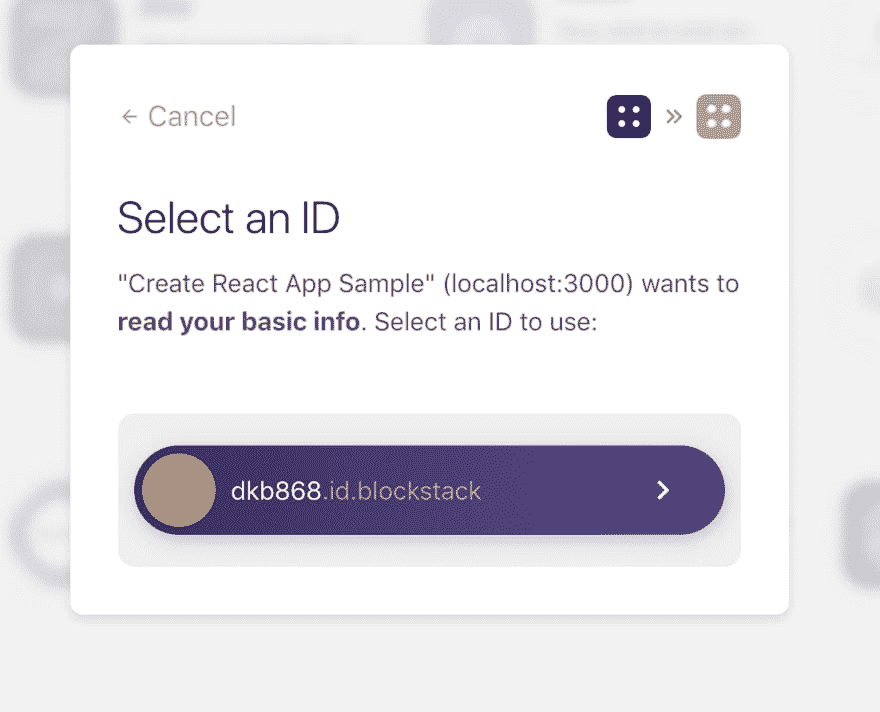 ← Cancel
Select an ID
"Create React App Sample" (localhost:3000) wants to
read your basic info. Select an ID to use:
dkb868.id.blockstack